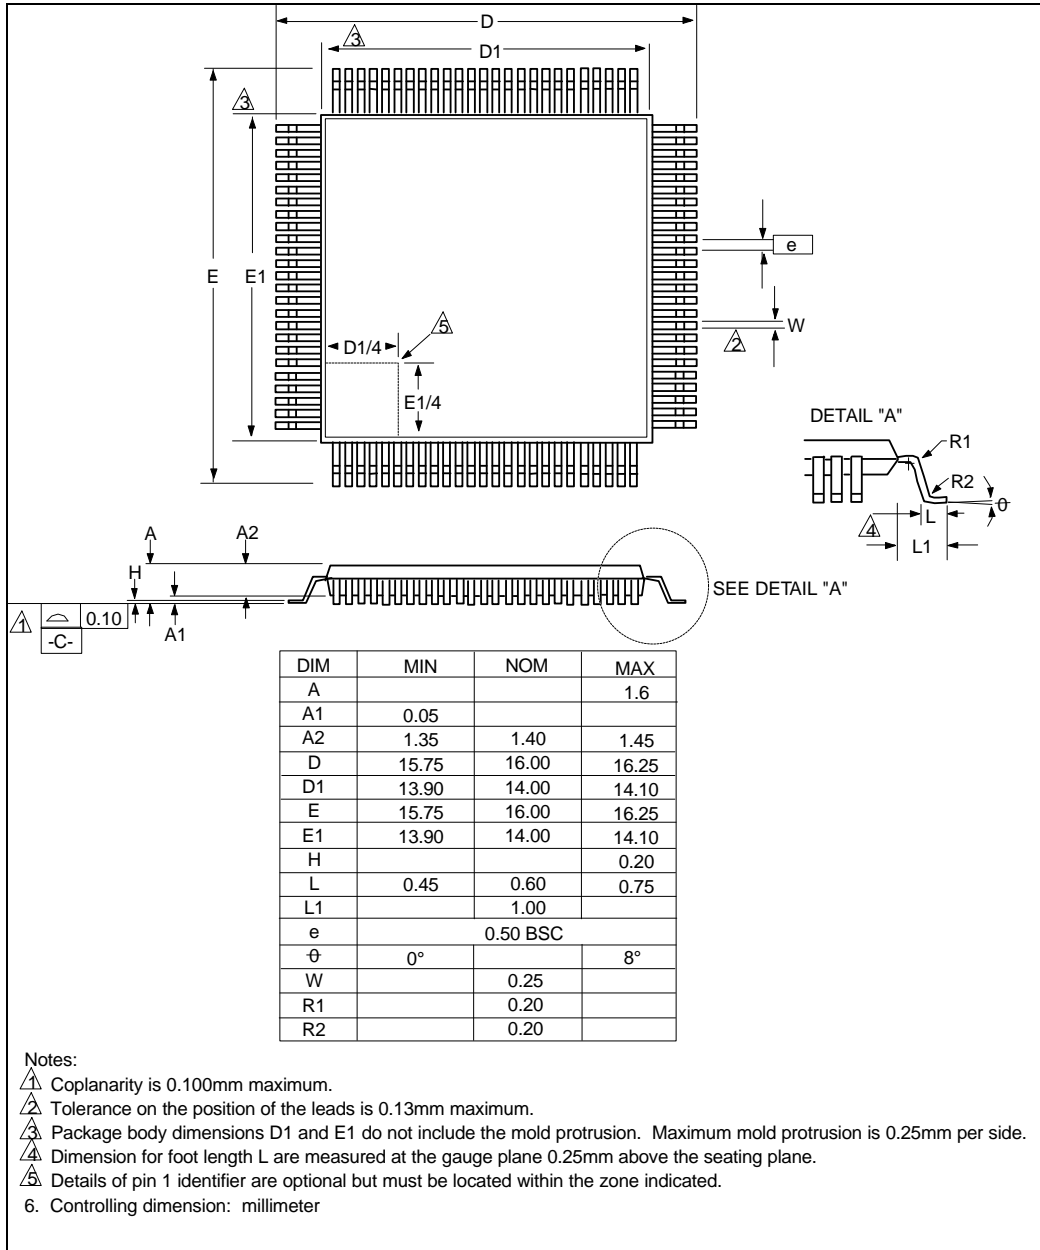 D
3
D1
3
E
E1
e
W
2
5
D1/4
E1/4
DETAIL "A"
R1
R2
θ
4
L
L1
A
A2
H
A1
1
0.10
-C-
SEE DETAIL "A"
DIM MIN NOM MAX
A 1.6
A1 0.05
A2 1.35 1.40 1.45
D 15.75 16.00 16.25
D1 13.90 14.00 14.10
E 15.75 16.00 16.25
E1 13.90 14.00 14.10
H 0.20
L 0.45 0.60 0.75
L1 1.00
e 0.50 BSC
θ 0° 8°
W 0.25
R1 0.20
R2 0.20
Notes:
1 Coplanarity is 0.100mm maximum.
2 Tolerance on the position of the leads is 0.13mm maximum.
3 Package body dimensions D1 and E1 do not include the mold protrusion. Maximum mold protrusion is 0.25mm per side.
4 Dimension for foot length L are measured at the gauge plane 0.25mm above the seating plane.
5 Details of pin 1 identifier are optional but must be located within the zone indicated.
6. Controlling dimension: millimeter